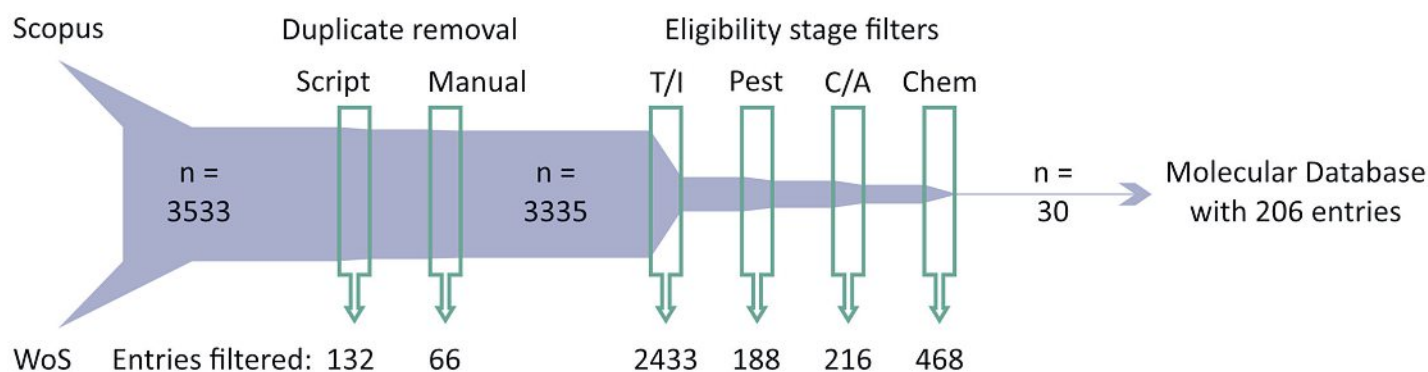 Scopus Duplicate removal Eligibility stage filters
Script Manual T/I Pest C/A Chem
n = n = n = Molecular Database
3533 3335 30 with 206 entries
WoS Entries filtered: 132 66 2433 188 216 468